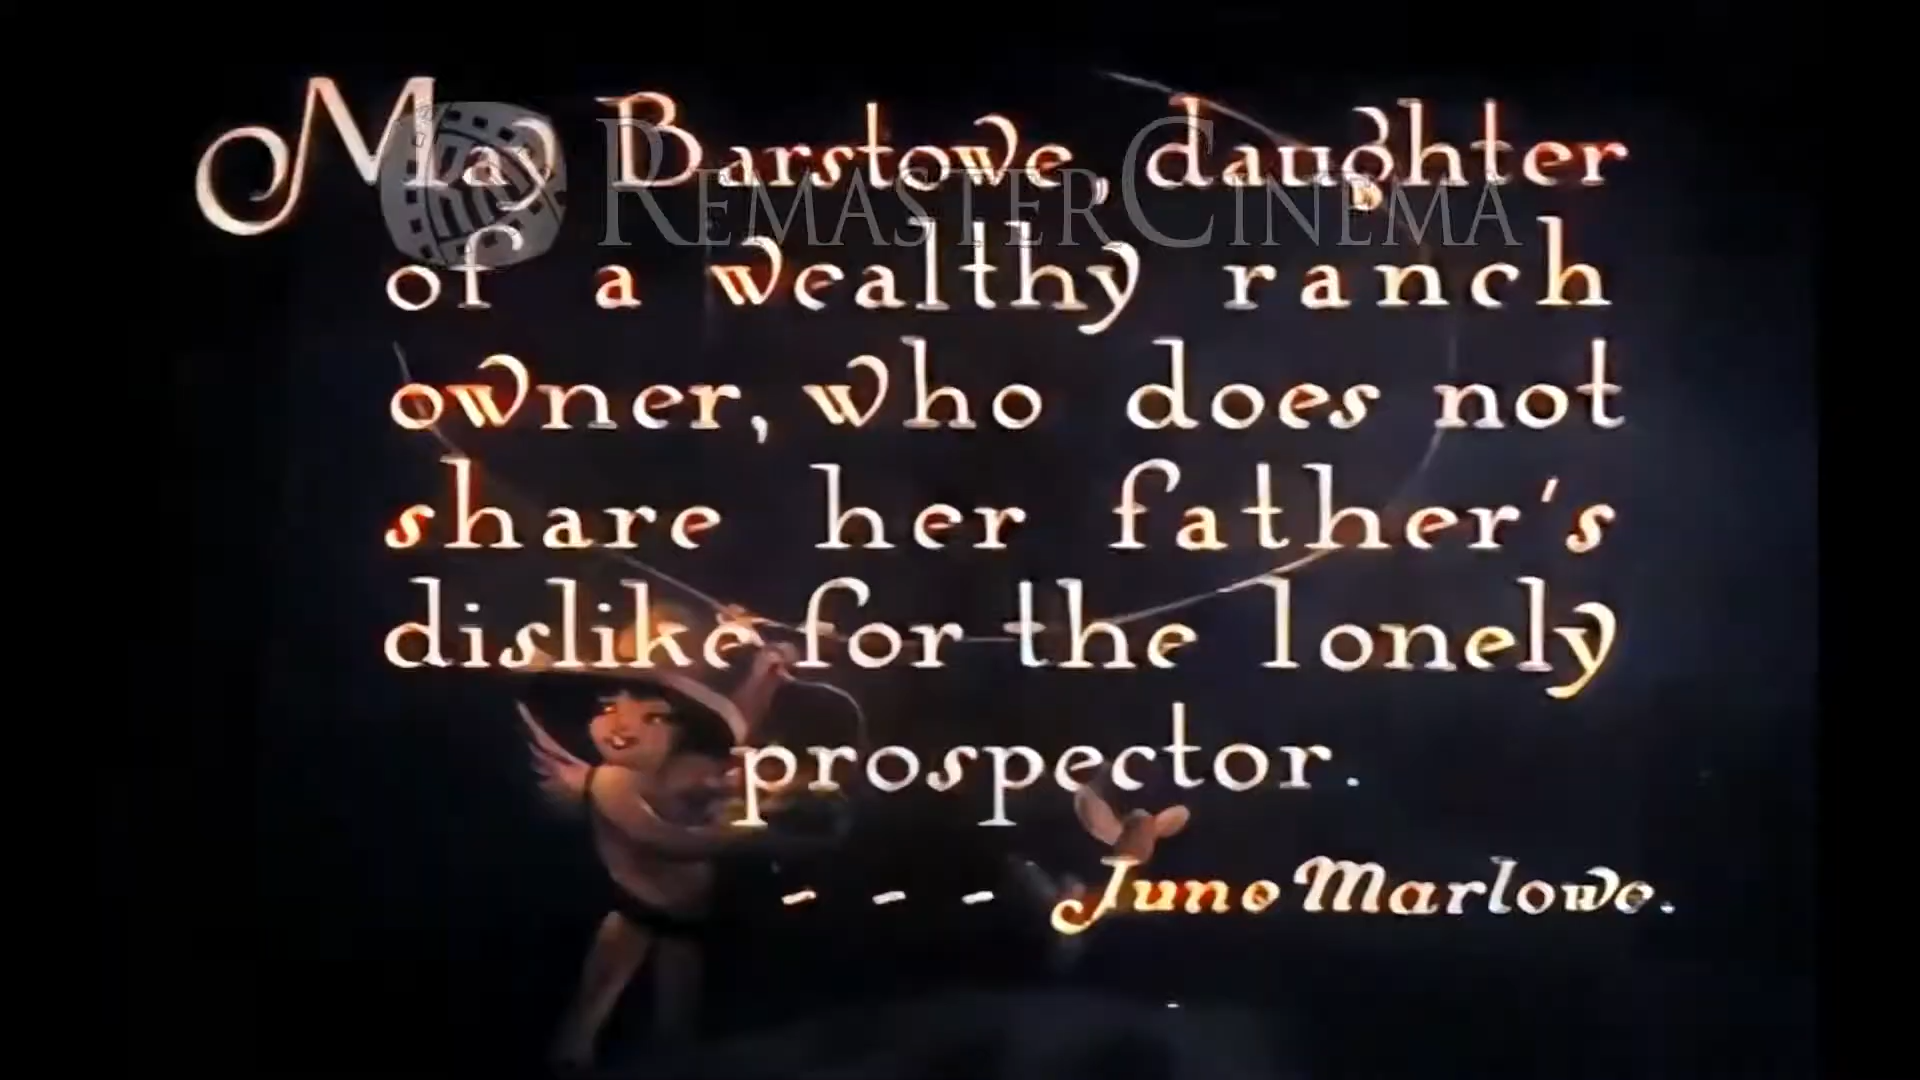 May Barstowe, daughter
REMASTERCINEMA
of a wealthy ranch
owner, who does not
share her father's
dislike for the lonely
prospector.
- - - June Marlowe.